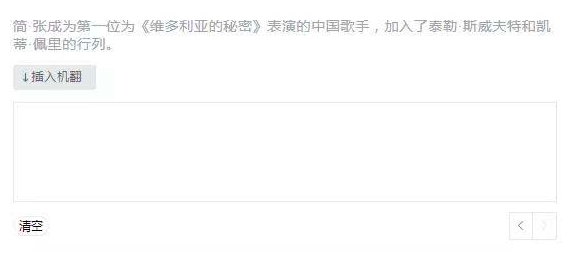 简·张成为第一位为《维多利亚的秘密》表演的中国歌手，加入了泰勒·斯威夫特和凯
蒂·佩里的行列。
↓插入机翻
清空